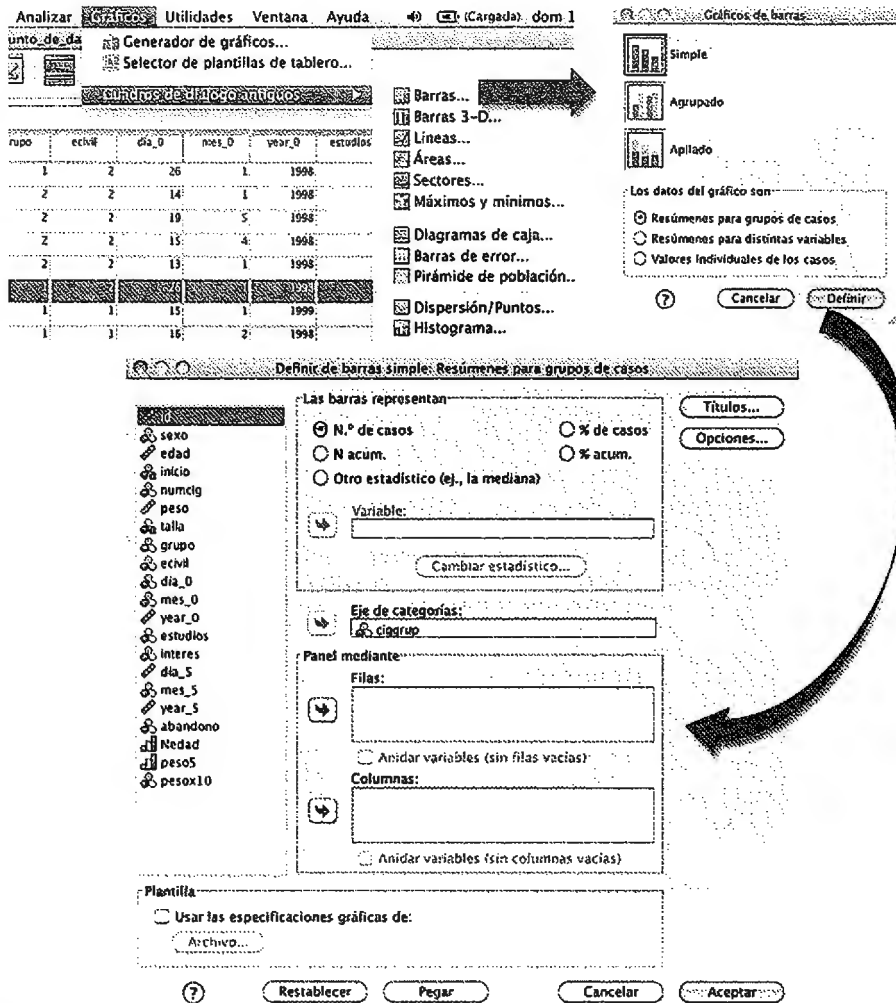 Analizar Gráficos Utilidades Ventana Ayuda (Cargada) dom 1
unto_de_da
Generador de gráficos...
Selector de plantillas de tablero...
Cuadros de diálogo antiguos
rupo ecivil día_0 mes_0 year_0 estudios
1 2 26 1 1998
2 2 14 1 1998
2 2 19 5 1998
2 2 15 4 1998
2 2 13 1 1998
1 1 15 1 1999
1 3 16 2 1998
Barras...
Barras 3-D...
Líneas...
Áreas...
Sectores...
Máximos y mínimos...
Diagramas de caja...
Barras de error...
Pirámide de población..
Dispersión/Puntos...
Histograma...
Gráficos de barras
Simple
Agrupado
Apilado
Los datos del gráfico son
Resúmenes para grupos de casos
Resúmenes para distintas variables
Valores individuales de los casos
? Cancelar Definir
Definir de barras simple: Resúmenes para grupos de casos
sexo
edad
inicio
numcig
peso
talla
grupo
ecivil
día_0
mes_0
year_0
estudios
interes
día_5
mes_5
year_5
abandono
Nedad
peso5
pesox10
Las barras representan
N.º de casos % de casos
N acum. % acum.
Otro estadístico (ej., la mediana)
Variable:
Cambiar estadístico...
Eje de categorías:
ciggrup
Panel mediante
Filas:
Anidar variables (sin filas vacías)
Columnas:
Anidar variables (sin columnas vacías)
Títulos...
Opciones...
Plantilla
Usar las especificaciones gráficas de:
Archivo...
? Restablecer Pegar Cancelar Aceptar